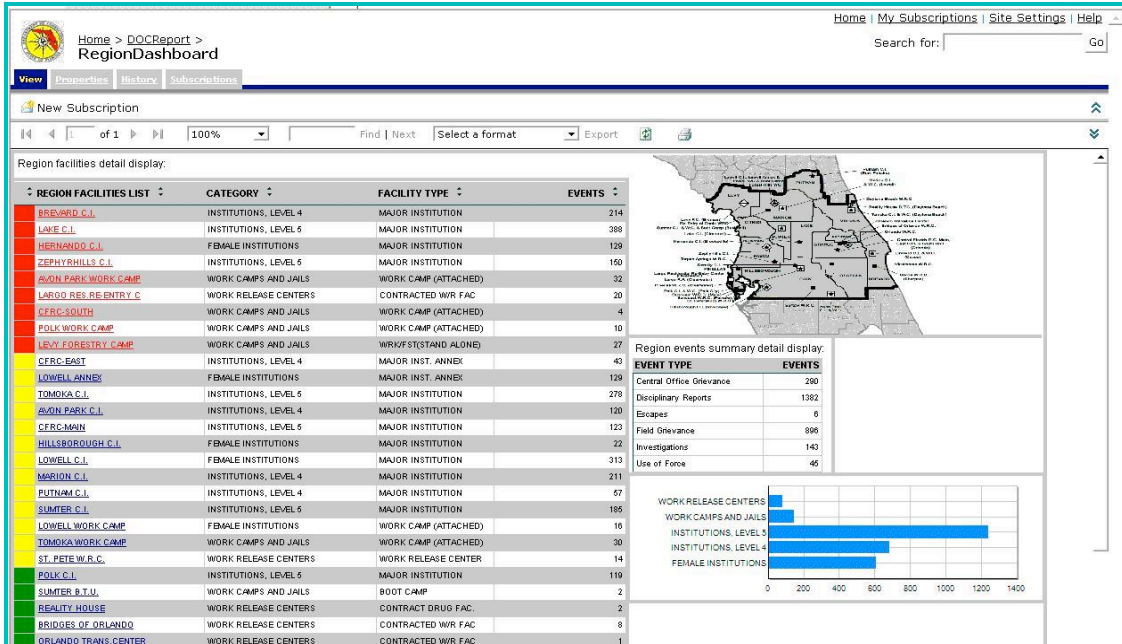 Home | My Subscriptions | Site Settings | Help
Home > DOCReport >
RegionDashboard
Search for:
Go
View
Properties
History
Subscriptions
New Subscription
1 of 1
100%
Find | Next
Select a format
Export
Region facilities detail display:
REGION FACILITIES LIST CATEGORY FACILITY TYPE EVENTS
BREVARD C.I. INSTITUTIONS, LEVEL 4 MAJOR INSTITUTION 214
LAKE C.I. INSTITUTIONS, LEVEL 5 MAJOR INSTITUTION 388
HERNANDO C.I. FEMALE INSTITUTIONS MAJOR INSTITUTION 129
ZEPHYRHILLS C.I. INSTITUTIONS, LEVEL 5 MAJOR INSTITUTION 150
AVON PARK WORK CAMP WORK CAMPS AND JAILS WORK CAMP (ATTACHED) 32
LARGO RES.RE-ENTRY C WORK RELEASE CENTERS CONTRACTED W/R FAC 20
CFRC-SOUTH WORK CAMPS AND JAILS WORK CAMP (ATTACHED) 4
POLK WORK CAMP WORK CAMPS AND JAILS WORK CAMP (ATTACHED) 10
LEVY FORESTRY CAMP WORK CAMPS AND JAILS WRK/FST(STAND ALONE) 27
CFRC-EAST INSTITUTIONS, LEVEL 4 MAJOR INST. ANNEX 43
LOWELL ANNEX FEMALE INSTITUTIONS MAJOR INST. ANNEX 129
TOMOKA C.I. INSTITUTIONS, LEVEL 5 MAJOR INSTITUTION 278
AVON PARK C.I. INSTITUTIONS, LEVEL 4 MAJOR INSTITUTION 120
CFRC-MAIN INSTITUTIONS, LEVEL 5 MAJOR INSTITUTION 123
HILLSBOROUGH C.I. FEMALE INSTITUTIONS MAJOR INSTITUTION 22
LOWELL C.I. FEMALE INSTITUTIONS MAJOR INSTITUTION 313
MARION C.I. INSTITUTIONS, LEVEL 4 MAJOR INSTITUTION 211
PUTNAM C.I. INSTITUTIONS, LEVEL 4 MAJOR INSTITUTION 57
SUMTER C.I. INSTITUTIONS, LEVEL 5 MAJOR INSTITUTION 185
LOWELL WORK CAMP FEMALE INSTITUTIONS WORK CAMP (ATTACHED) 16
TOMOKA WORK CAMP WORK CAMPS AND JAILS WORK CAMP (ATTACHED) 30
ST. PETE W.R.C. WORK RELEASE CENTERS WORK RELEASE CENTER 14
POLK C.I. INSTITUTIONS, LEVEL 5 MAJOR INSTITUTION 119
SUMTER B.T.U. WORK CAMPS AND JAILS BOOT CAMP 2
REALITY HOUSE WORK RELEASE CENTERS CONTRACT DRUG FAC. 2
BRIDGES OF ORLANDO WORK RELEASE CENTERS CONTRACTED W/R FAC 8
ORLANDO TRANS.CENTER WORK RELEASE CENTERS CONTRACTED W/R FAC 1
Region events summary detail display:
EVENT TYPE EVENTS
Central Office Grievance 290
Disciplinary Reports 1382
Escapes 6
Field Grievance 896
Investigations 143
Use of Force 45
WORK RELEASE CENTERS
WORK CAMPS AND JAILS
INSTITUTIONS, LEVEL 5
INSTITUTIONS, LEVEL 4
FEMALE INSTITUTIONS
0 200 400 600 800 1000 1200 1400